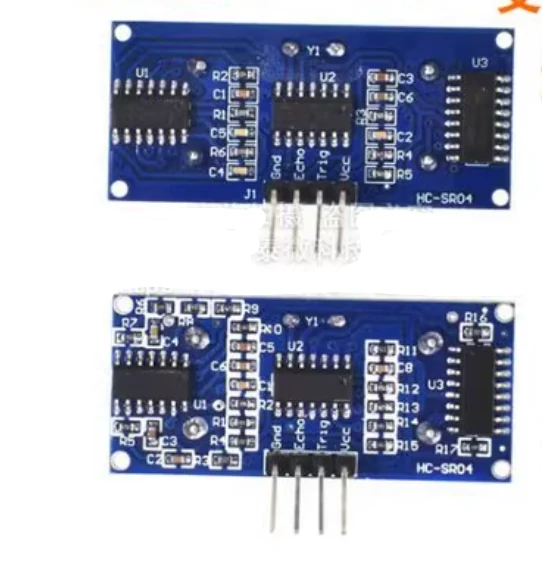 Y1
U1
R2
U2
C3
U3
C1
C6
R1
R3
C5
C2
R6
R4
C4
R5
Gnd
Echo
Trig
Vcc
J1
HC-SR04
R6
R8
R9
R16
R7
R10
Y1
C4
C5
U2
R11
C6
C8
C1
R12
U3
U1
R2
R13
R1
R14
R5
C3
R4
Gnd
Echo
Trig
Vcc
R15
R17
C2
R3
HC-SR04